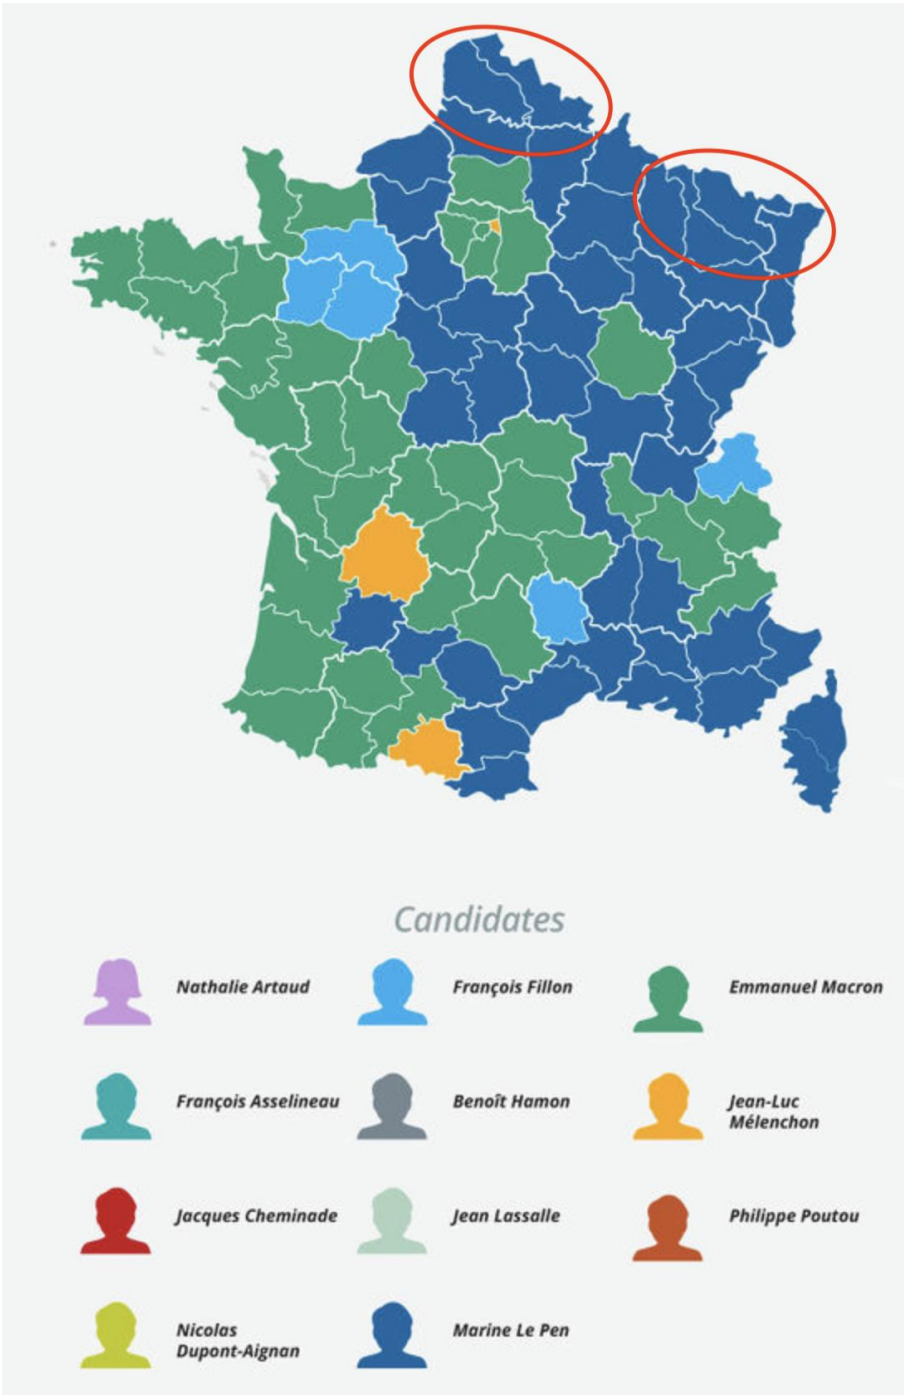 Candidates
Nathalie Artaud
François Fillon
Emmanuel Macron
François Asselineau
Benoît Hamon
Jean-Luc
Mélenchon
Jacques Cheminade
Jean Lassalle
Philippe Poutou
Nicolas
Dupont-Aignan
Marine Le Pen